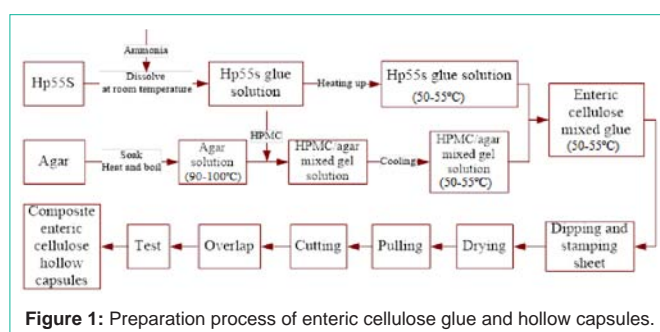 Ammonia
Hp55S
Dissolve
at room temperature
Hp55s glue
solution
Heating up
Hp55s glue solution
(50-55°C)
Enteric
cellulose
mixed glue
(50-55°C)
HPMC
Agar
Soak
Heat and boil
Agar
solution
(90-100°C)
HPMC/agar
mixed gel
solution
Cooling
HPMC/agar
mixed gel
solution
(50-55°C)
Composite
enteric
cellulose
hollow
capsules
Test
Overlap
Cutting
Pulling
Drying
Dipping and
stamping
sheet
Figure 1: Preparation process of enteric cellulose glue and hollow capsules.